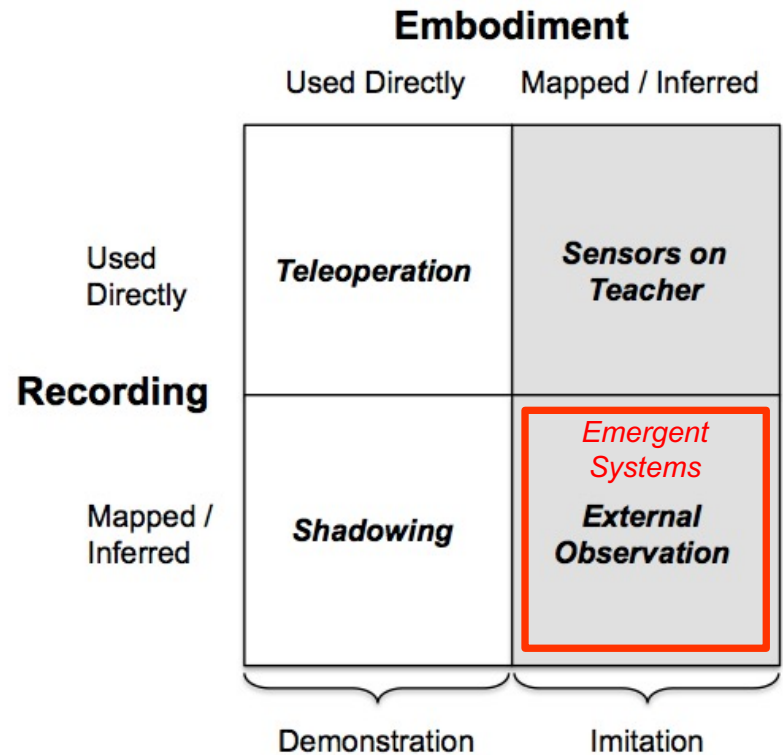 Embodiment
Used Directly Mapped / Inferred
Used
Directly
Teleoperation
Sensors on
Teacher
Recording
Mapped /
Inferred
Shadowing
Emergent
Systems
External
Observation
Demonstration Imitation